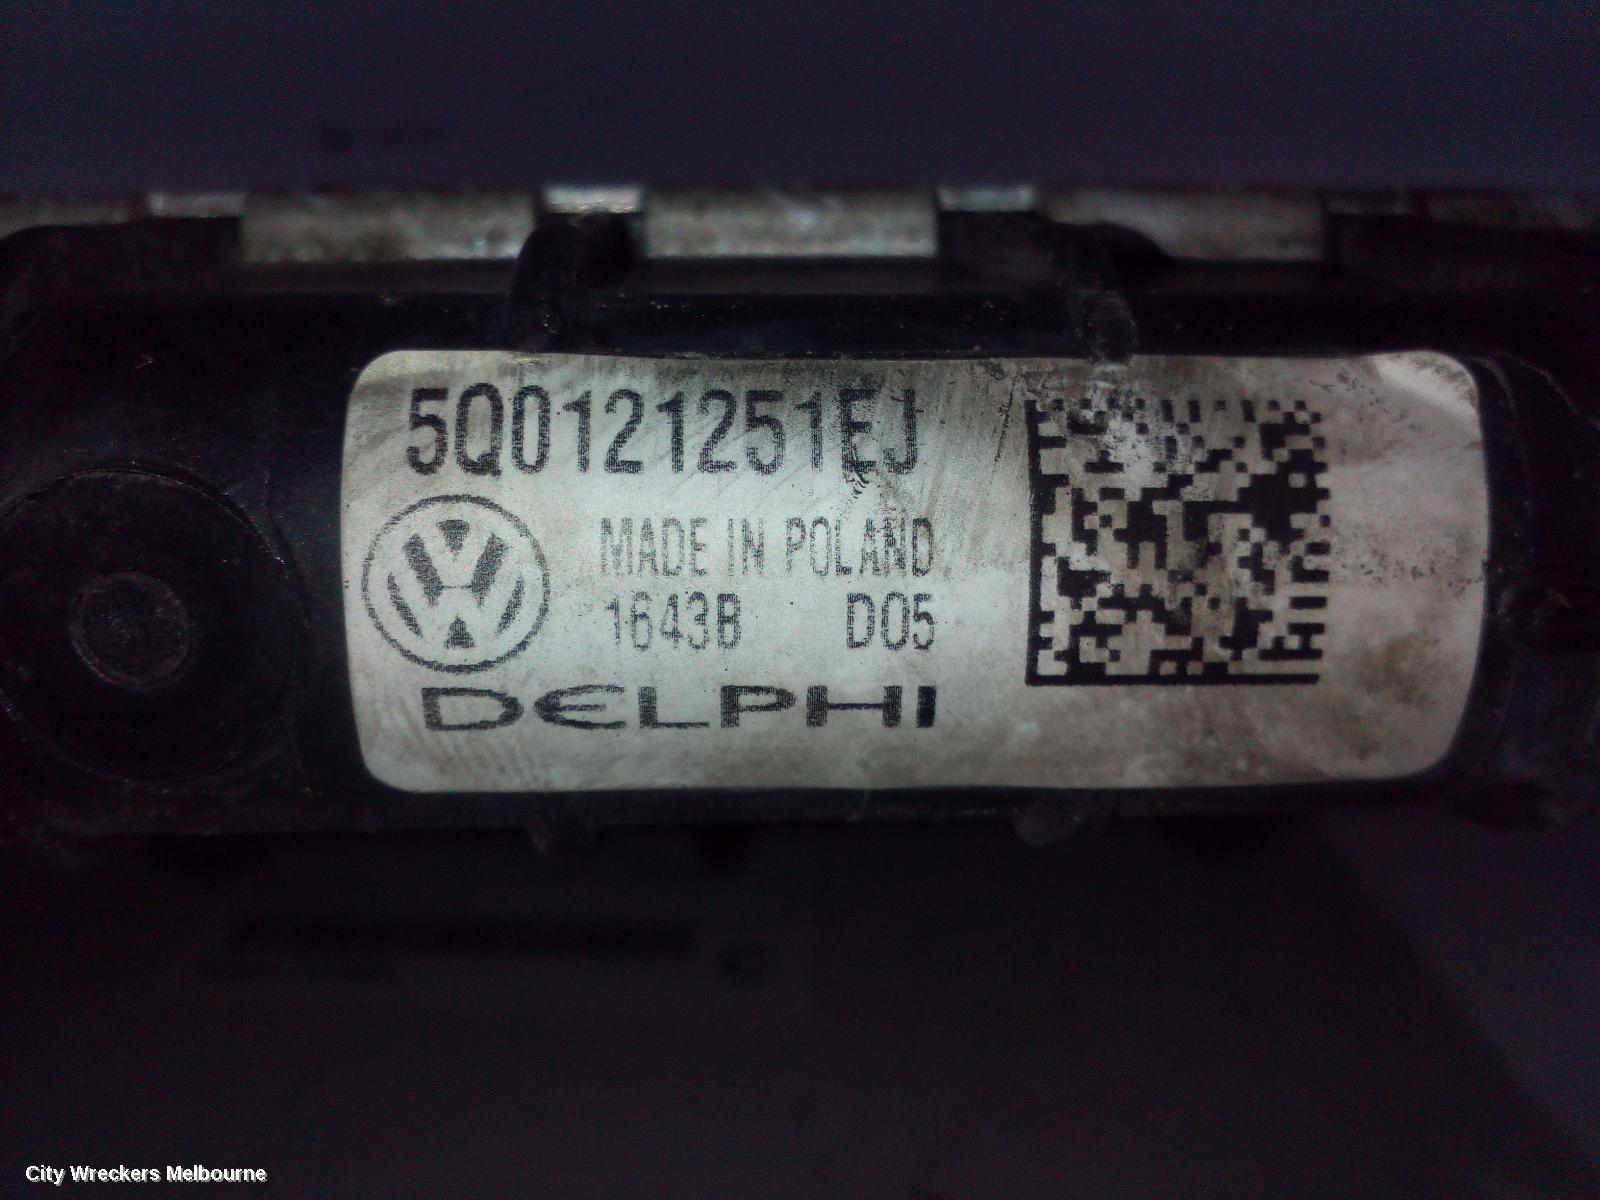 5Q0121251EJ
MADE IN POLAND
1643B D05
DELPHI
City Wreckers Melbourne